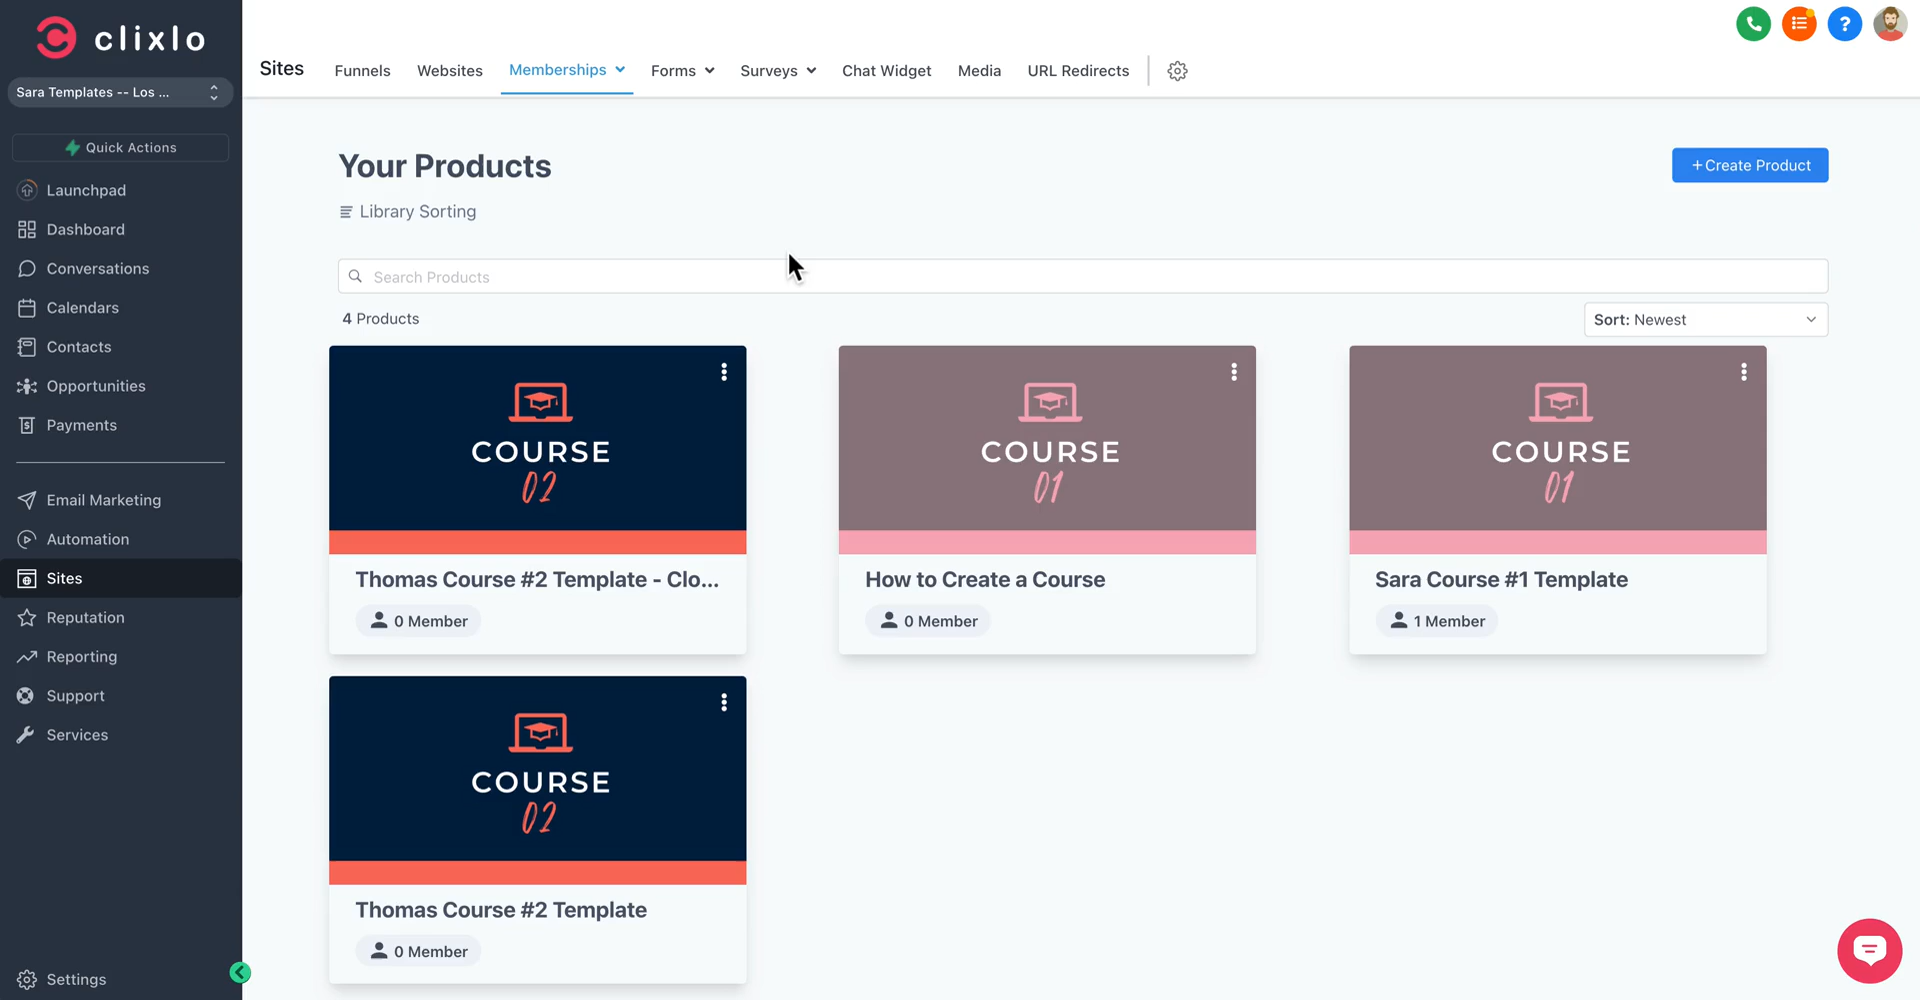 clixlo
Sara Templates -- Los ...
Quick Actions
Launchpad
Dashboard
Conversations
Calendars
Contacts
Opportunities
Payments
Email Marketing
Automation
Sites
Reputation
Reporting
Support
Services
Settings
Sites
Funnels
Websites
Memberships
Forms
Surveys
Chat Widget
Media
URL Redirects
?
Your Products
+ Create Product
Library Sorting
Search Products
4 Products
Sort: Newest
COURSE
02
Thomas Course #2 Template - Clo...
0 Member
COURSE
01
How to Create a Course
0 Member
COURSE
01
Sara Course #1 Template
1 Member
COURSE
02
Thomas Course #2 Template
0 Member